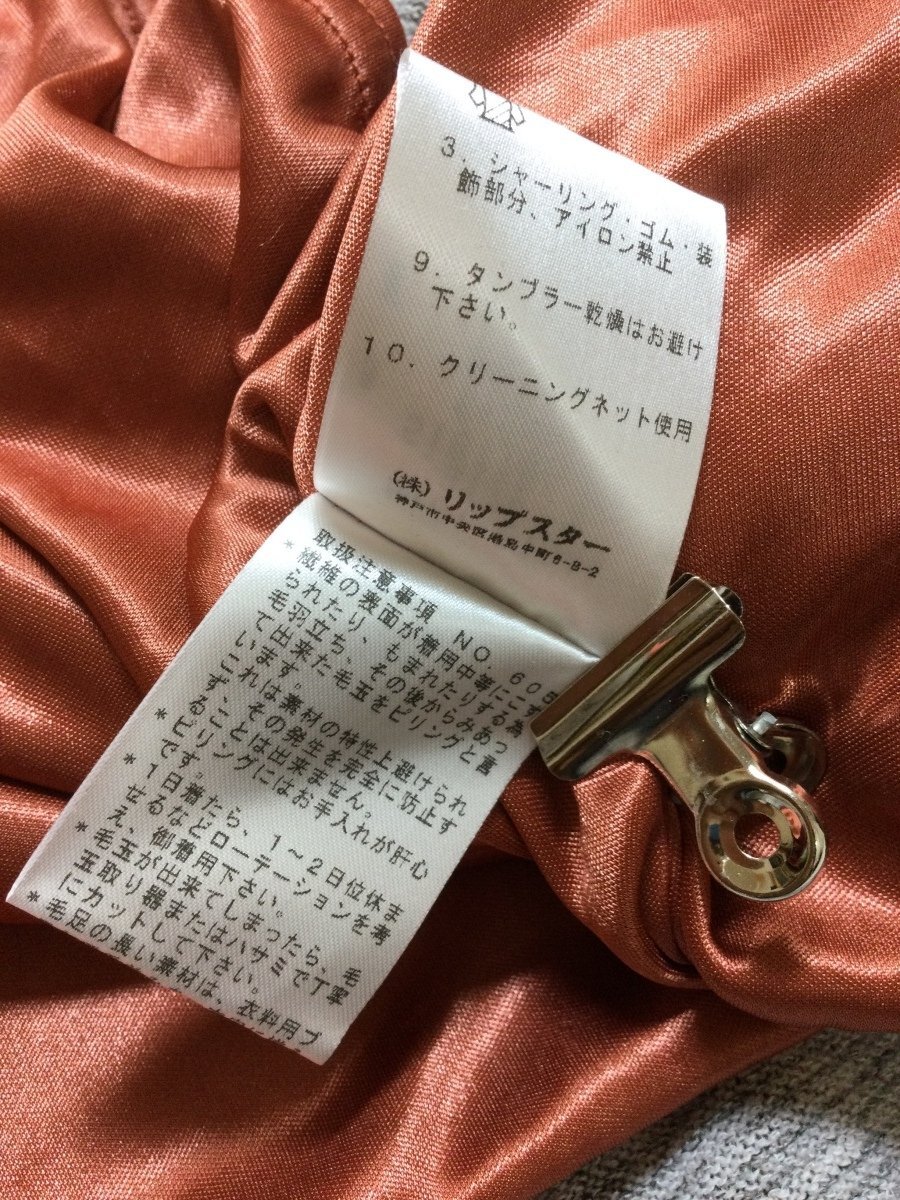 3. シャーリング・ゴム・装
飾部分、アイロン禁止
9. タンブラー乾燥はお避け
下さい。
10. クリーニングネット使用
(株) リップスター
神戸市中央区港島中町6-8-2
取扱注意事項 NO. 605
*繊維の表面が着用中等にこす
られたり、もまれたりする為
毛羽立ち、その後からみあっ
て出来た毛玉をピリングと言
います。
これは素材の特性上避けられ
ず、その発生を完全に防止す
ることは出来ません。
*ピリングにはお手入れが肝心
です。
*1日着たら、1~2日位休ま
せるなどローテーションを考
え、御着用下さい。
*毛玉が出来てしまったら、毛
玉取り器またはハサミで丁寧
にカットして下さい。
*毛足の長い素材は、衣料用ブ